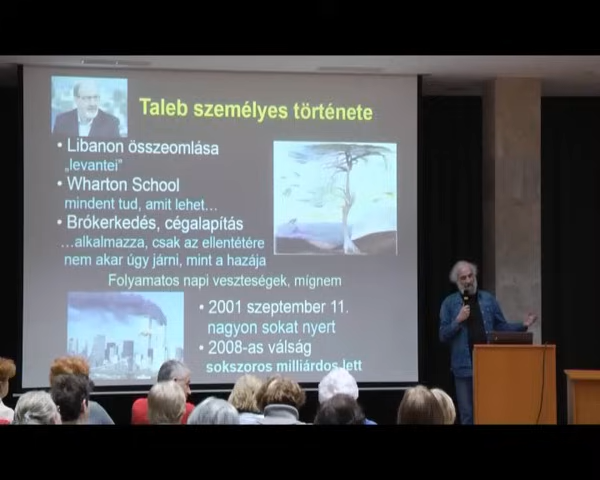 Taleb személyes története
• Libanon összeomlása
„levantei”
• Wharton School
mindent tud, amit lehet…
• Brókerkedés, cégalapítás
…alkalmazza, csak az ellentétére
nem akar úgy járni, mint a hazája
Folyamatos napi veszteségek, mígnem
• 2001 szeptember 11.
nagyon sokat nyert
• 2008-as válság
sokszoros milliárdos lett